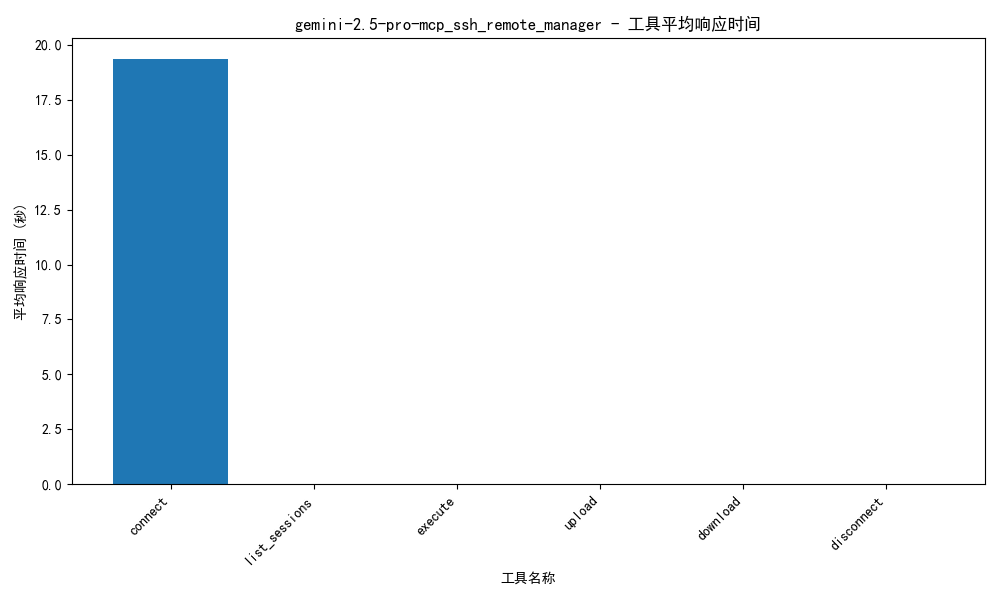 gemini-2.5-pro-mcp_ssh_remote_manager - 工具平均响应时间
平均响应时间 (秒)
20.0
17.5
15.0
12.5
10.0
7.5
5.0
2.5
0.0
connect
list_sessions
execute
upload
download
disconnect
工具名称